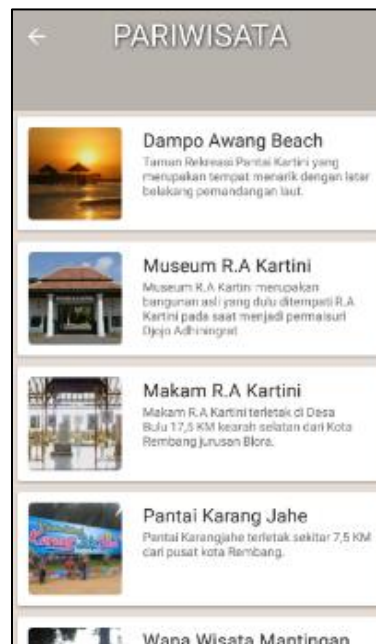 PARIWISATA
Dampo Awang Beach
Taman Rekreasi Pantai Kartini yang
merupakan tempat menarik dengan latar
belakang pemandangan laut.
Museum R.A Kartini
Museum R.A Kartini merupakan
bangunan asli yang dulu ditempati R.A
Kartini pada saat menjadi permaisuri
Djojo Adhiningrat
Makam R.A Kartini
Makam R.A Kartini terletak di Desa
Bulu 17,5 KM kearah selatan dari Kota
Rembang jurusan Blora.
Pantai Karang Jahe
Pantai Karangjahe terletak sekitar 7,5 KM
dari pusat kota Rembang.
Wana Wisata Mantingan